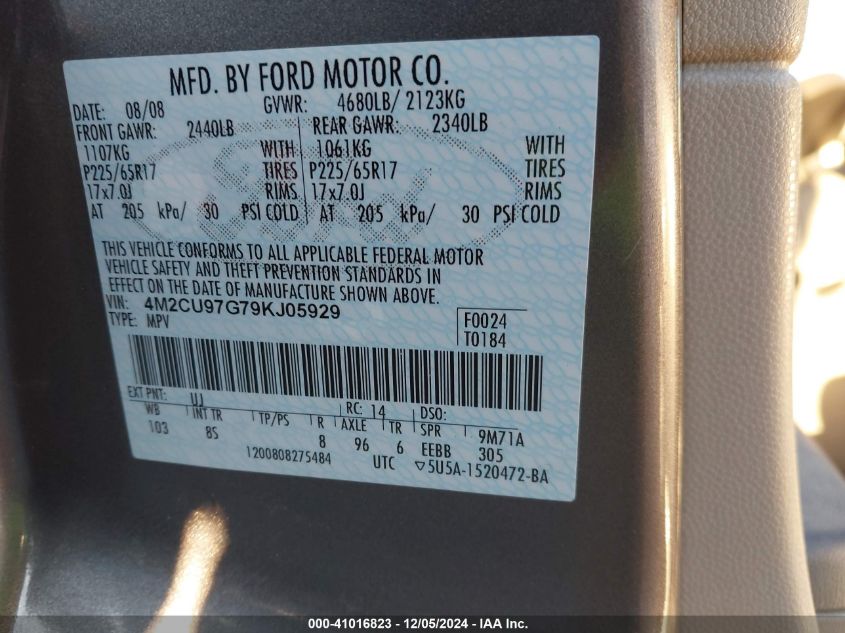 MFD. BY FORD MOTOR CO.
DATE: 08/08 GVWR: 4680LB/ 2123KG
FRONT GAWR: 2440LB REAR GAWR: 2340LB
1107KG WITH 1061KG WITH
P225/65R17 TIRES P225/65R17 TIRES
17x7.0J RIMS 17x7.0J RIMS
AT 205 kPa/ 30 PSI COLD AT 205 kPa/ 30 PSI COLD
THIS VEHICLE CONFORMS TO ALL APPLICABLE FEDERAL MOTOR
VEHICLE SAFETY AND THEFT PREVENTION STANDARDS IN
EFFECT ON THE DATE OF MANUFACTURE SHOWN ABOVE.
VIN: 4M2CU97G79KJ05929 F0024
TYPE: MPV T0184
EXT PNT: UJ RC: 14 DSO:
WB INT TR TP/PS R AXLE TR SPR 9M71A
103 8S 8 96 6 EEBB 305
1200808275484 UTC ▽5U5A-1520472-BA
000-41016823 - 12/05/2024 - IAA Inc.